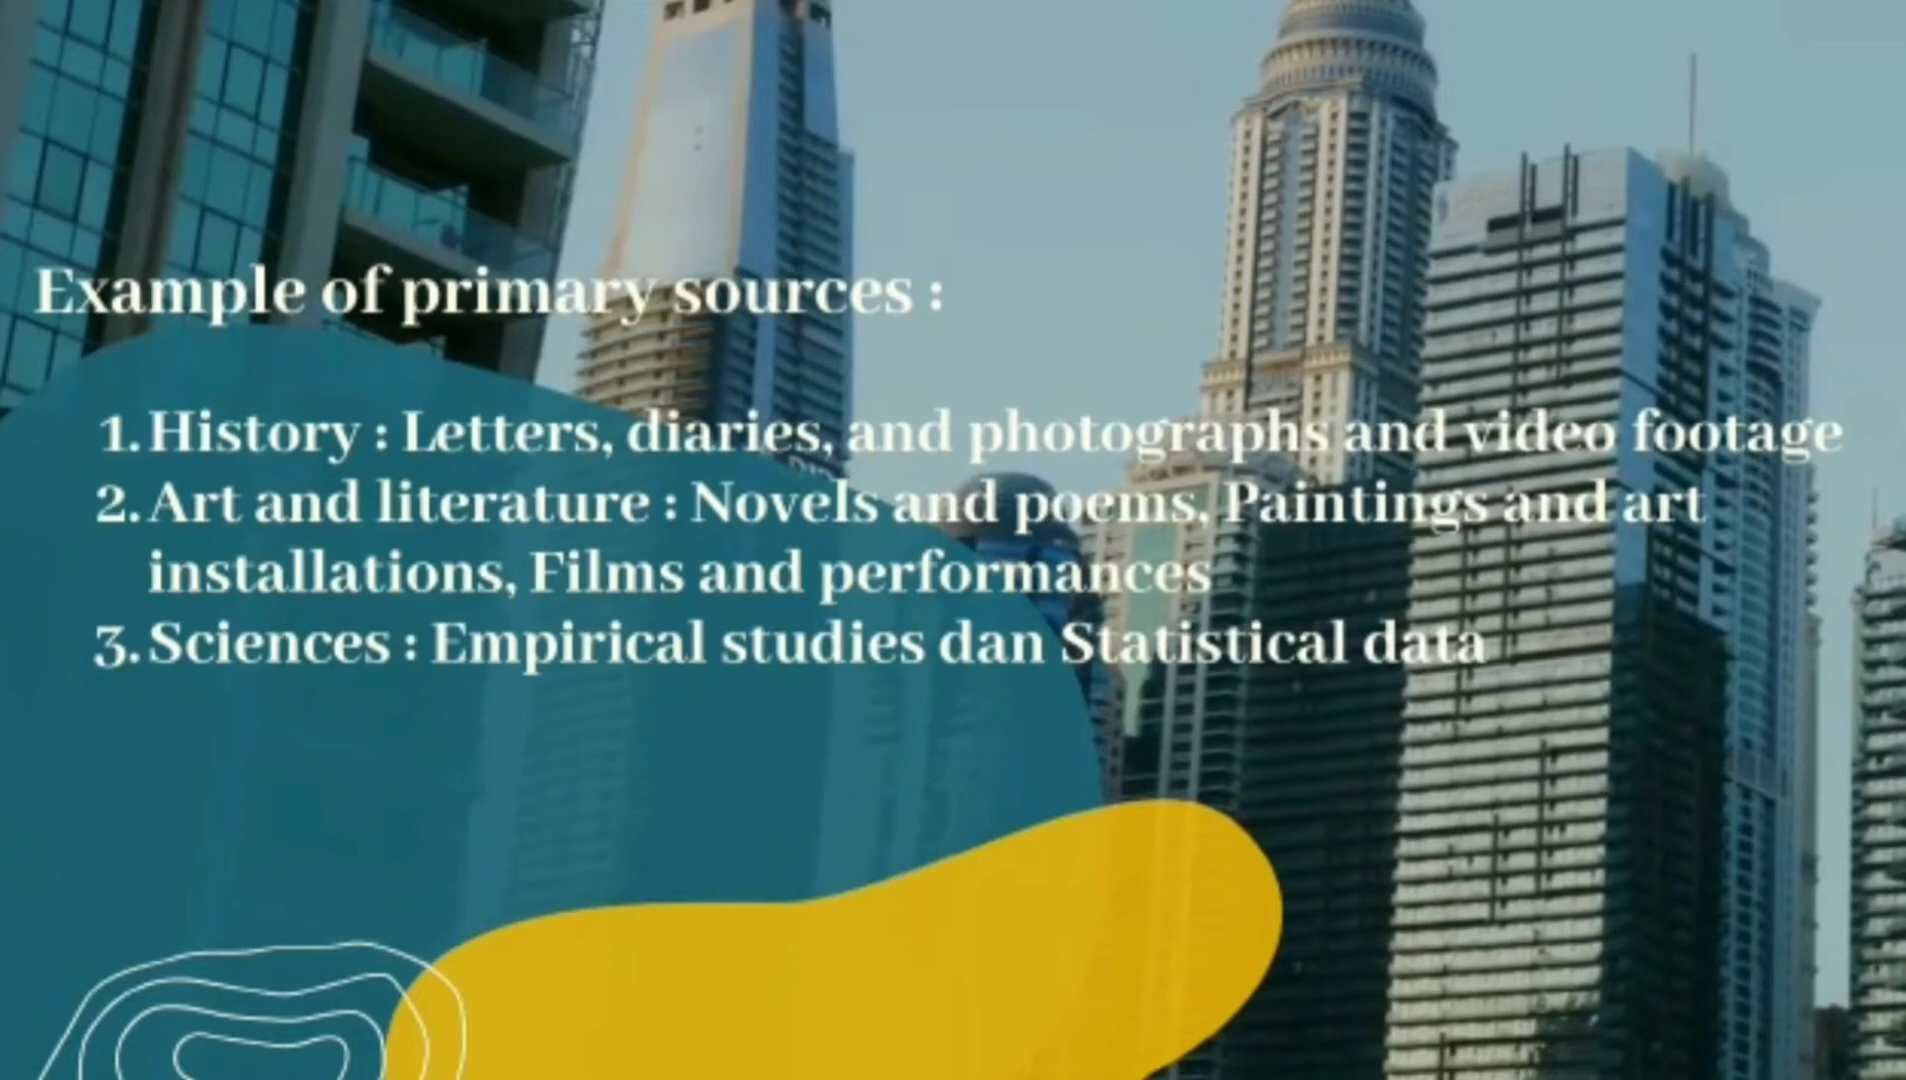 Example of primary sources :
1. History : Letters, diaries, and photographs and video footage
2. Art and literature : Novels and poems, Paintings and art
installations, Films and performances
3. Sciences : Empirical studies dan Statistical data